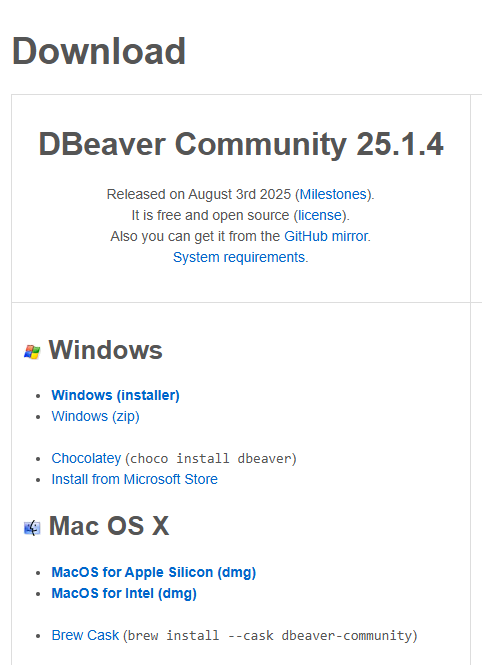 Download
DBeaver Community 25.1.4
Released on August 3rd 2025 (Milestones).
It is free and open source (license).
Also you can get it from the GitHub mirror.
System requirements.
Windows
Windows (installer)
Windows (zip)
Chocolatey (choco install dbeaver)
Install from Microsoft Store
Mac OS X
MacOS for Apple Silicon (dmg)
MacOS for Intel (dmg)
Brew Cask (brew install --cask dbeaver-community)